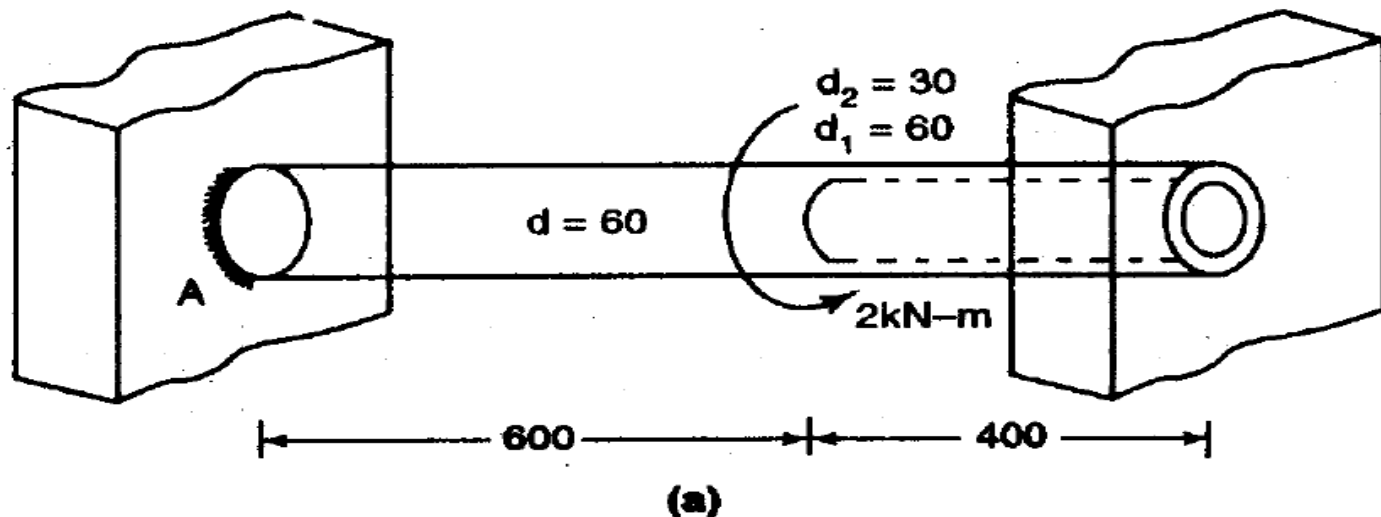 d₂ = 30
d₁ = 60
d = 60
A
2kN–m
600
400
(a)